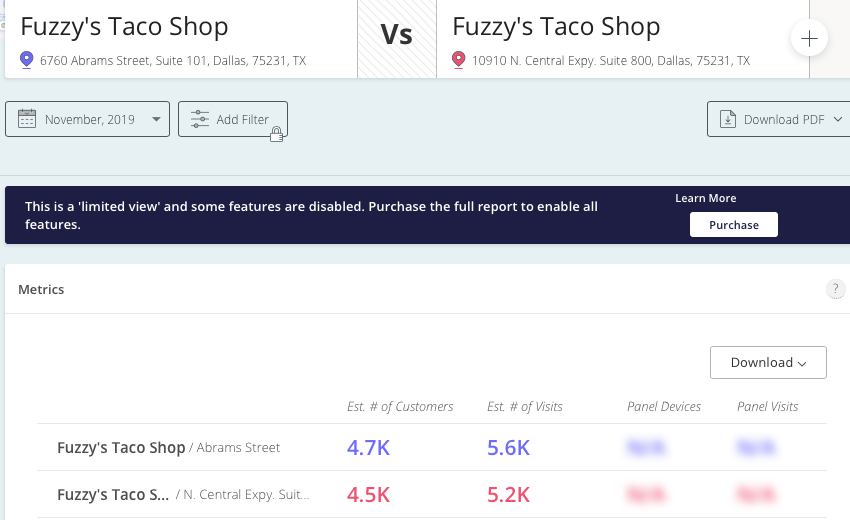 Fuzzy's Taco Shop
6760 Abrams Street, Suite 101, Dallas, 75231, TX
Vs
Fuzzy's Taco Shop
10910 N. Central Expy. Suite 800, Dallas, 75231, TX
November, 2019
Add Filter
Download PDF
This is a 'limited view' and some features are disabled. Purchase the full report to enable all
features.
Learn More
Purchase
Metrics
?
Download
Est. # of Customers Est. # of Visits Panel Devices Panel Visits
Fuzzy's Taco Shop / Abrams Street 4.7K 5.6K N/A N/A
Fuzzy's Taco S... / N. Central Expy. Suit... 4.5K 5.2K N/A N/A